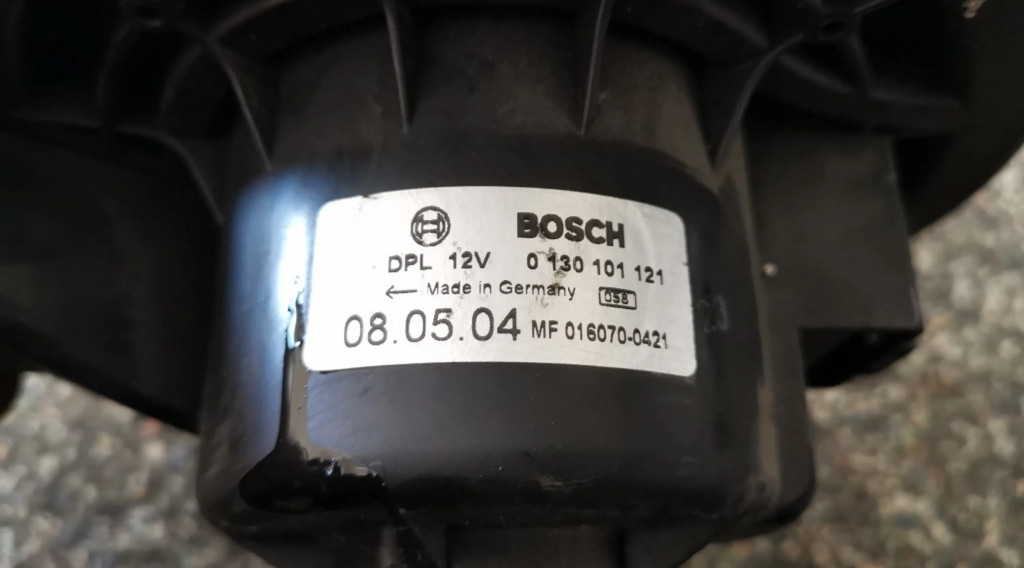 BOSCH
DPL 12V 0 130 101 121
← Made in Germany 058
08.05.04 MF 016070-0421